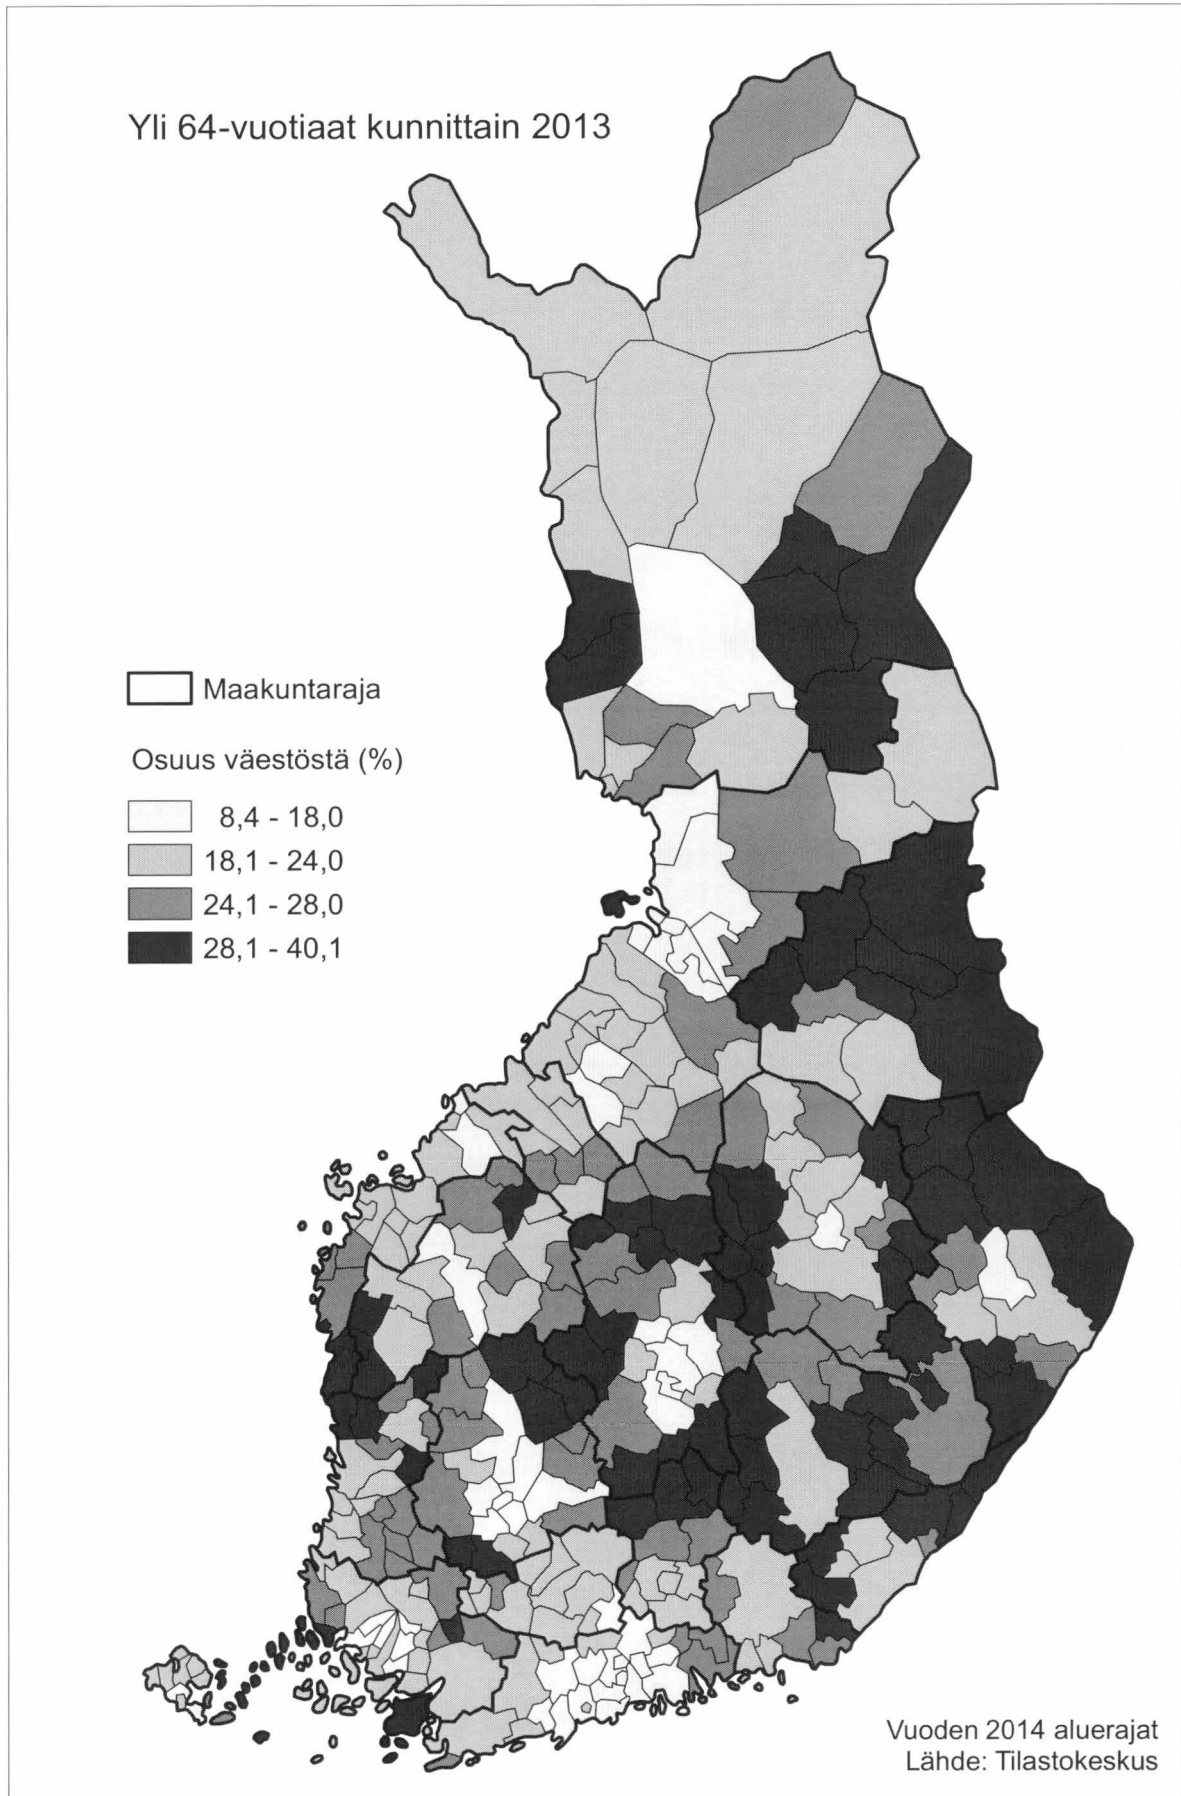 Yli 64-vuotiaat kunnittain 2013
Maakuntaraja
Osuus väestöstä (%)
8,4 - 18,0
18,1 - 24,0
24,1 - 28,0
28,1 - 40,1
Vuoden 2014 aluerajat
Lähde: Tilastokeskus